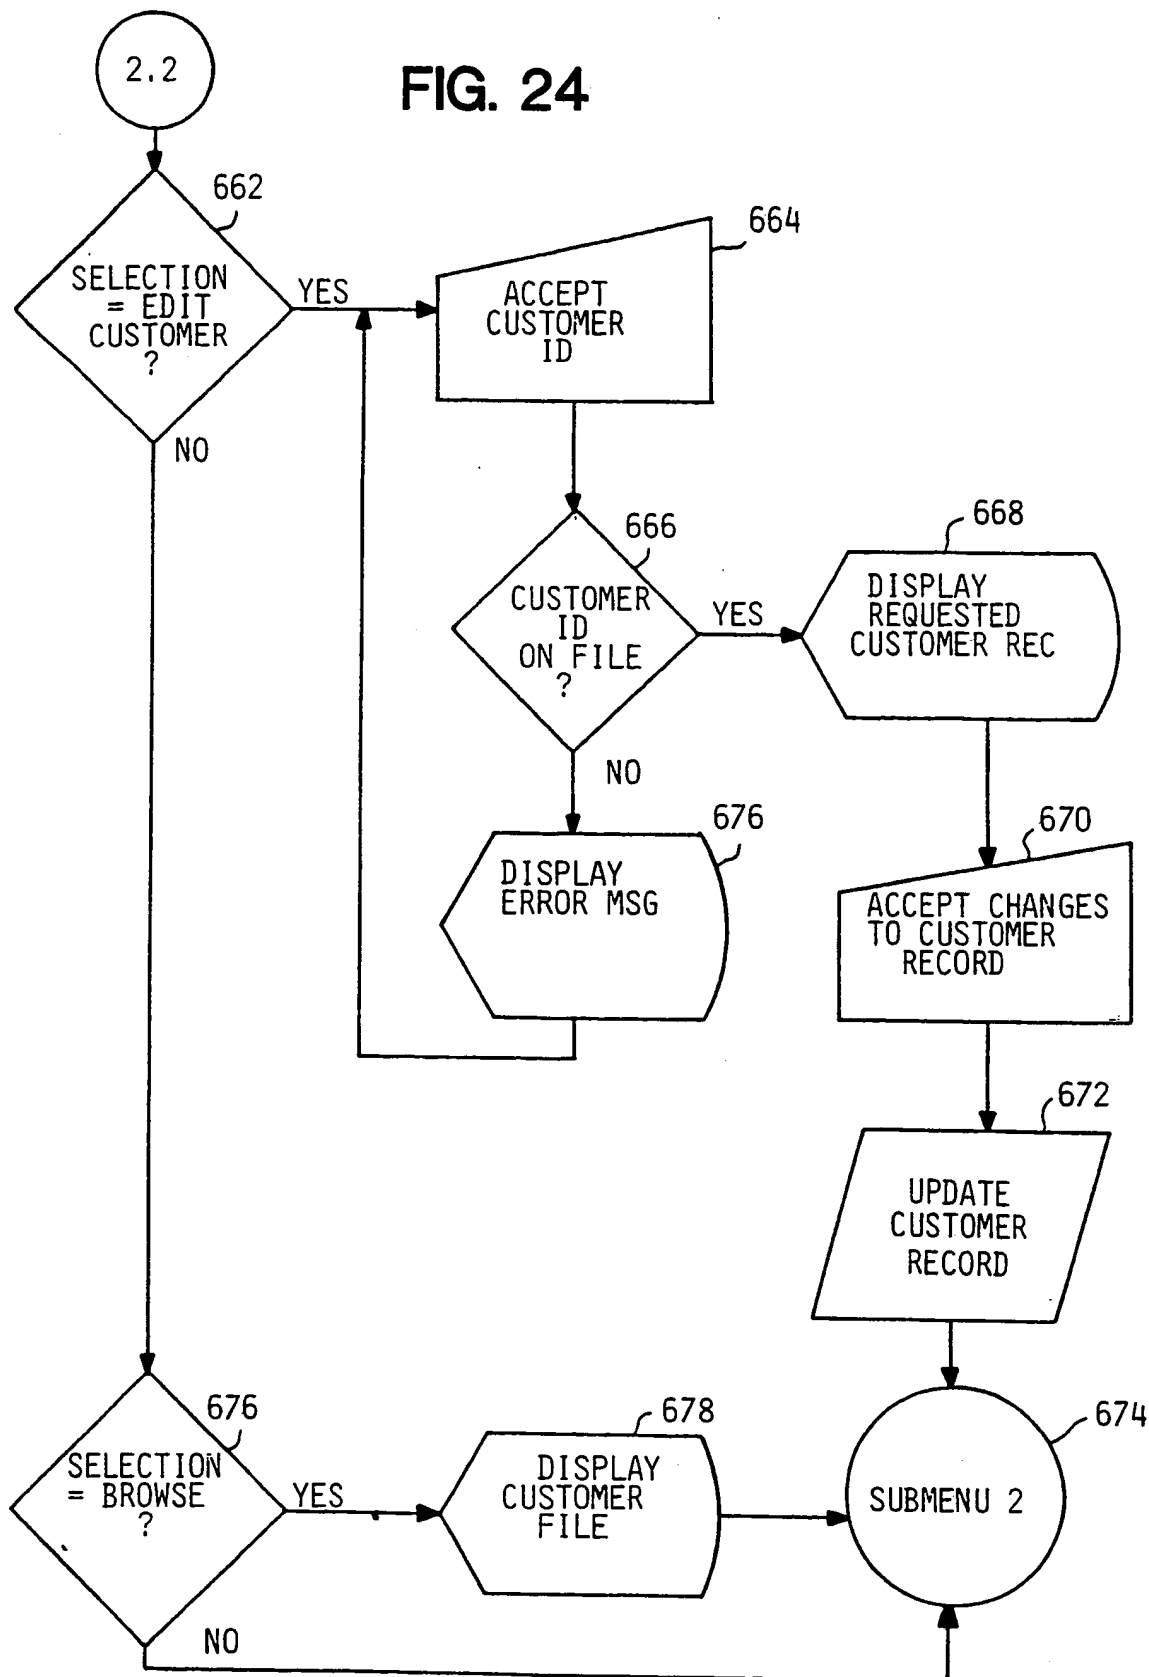 2.2
FIG. 24
662
SELECTION
= EDIT
CUSTOMER
?
YES
NO
664
ACCEPT
CUSTOMER
ID
666
CUSTOMER
ID
ON FILE
?
YES
NO
668
DISPLAY
REQUESTED
CUSTOMER REC
676
DISPLAY
ERROR MSG
670
ACCEPT CHANGES
TO CUSTOMER
RECORD
672
UPDATE
CUSTOMER
RECORD
676
SELECTION
= BROWSE
?
YES
NO
678
DISPLAY
CUSTOMER
FILE
674
SUBMENU 2